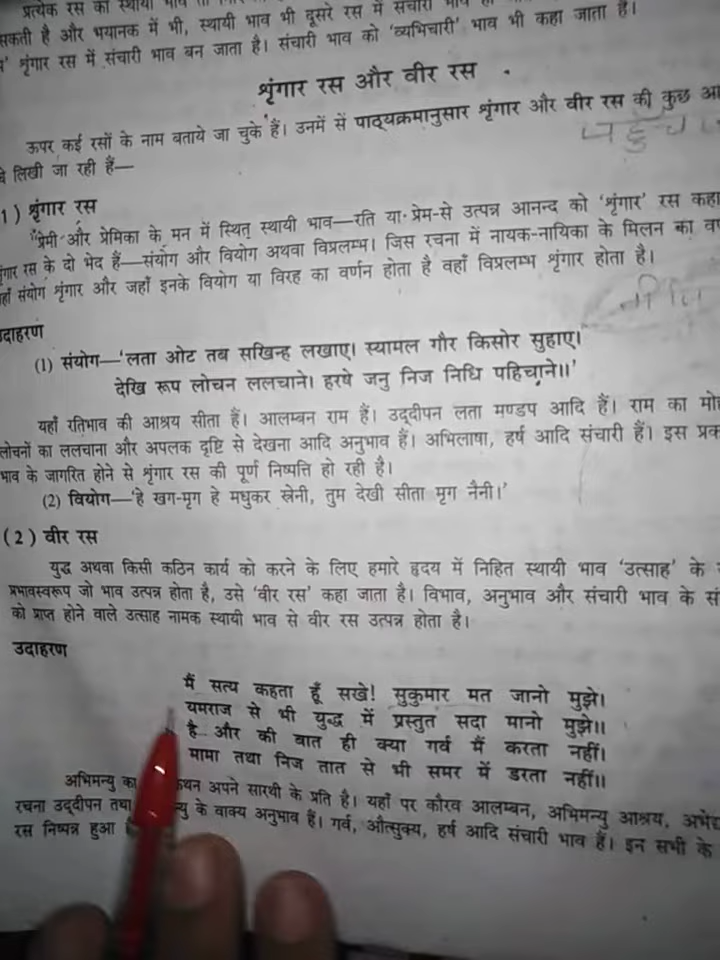 प्रत्येक रस का स्थायी भाव
सकती है और भयानक में भी, स्थायी भाव भी दूसरे रस में संचारी भाव
शृंगार रस में संचारी भाव बन जाता है। संचारी भाव को 'व्यभिचारी' भाव भी कहा जाता है।
शृंगार रस और वीर रस
ऊपर कई रसों के नाम बताये जा चुके हैं। उनमें सें पाठ्यक्रमानुसार शृंगार और वीर रस की कुछ
लिखी जा रही हैं—
1) शृंगार रस
प्रेमी और प्रेमिका के मन में स्थित स्थायी भाव—रति या प्रेम-से उत्पन्न आनन्द को 'शृंगार' रस कहा
के दो भेद हैं—संयोग और वियोग अथवा विप्रलम्भ। जिस रचना में नायक-नायिका के मिलन का
संयोग शृंगार और जहाँ इनके वियोग या विरह का वर्णन होता है वहाँ विप्रलम्भ शृंगार होता है।
(1) संयोग—'लता ओट तब सखिन्ह लखाए। स्यामल गौर किसोर सुहाए।
देखि रूप लोचन ललचाने। हरषे जनु निज निधि पहिचाने॥'
यहाँ रतिभाव की आश्रय सीता हैं। आलम्बन राम हैं। उद्दीपन लता मण्डप आदि हैं। राम का
लोचनों का ललचाना और अपलक दृष्टि से देखना आदि अनुभाव हैं। अभिलाषा, हर्ष आदि संचारी हैं। इस
भाव के जागरित होने से शृंगार रस की पूर्ण निष्पत्ति हो रही है।
(2) वियोग—'हे खग-मृग हे मधुकर स्रेनी, तुम देखी सीता मृग नैनी।'
(2) वीर रस
युद्ध अथवा किसी कठिन कार्य को करने के लिए हमारे हृदय में निहित स्थायी भाव 'उत्साह' के
प्रभावस्वरूप जो भाव उत्पन्न होता है, उसे 'वीर रस' कहा जाता है। विभाव, अनुभाव और संचारी भाव के
को प्राप्त होने वाले उत्साह नामक स्थायी भाव से वीर रस उत्पन्न होता है।
उदाहरण
मैं सत्य कहता हूँ सखे! सुकुमार मत जानो मुझे।
यमराज से भी युद्ध में प्रस्तुत सदा मानो मुझे॥
है और की बात ही क्या गर्व मैं करता नहीं।
मामा तथा निज तात से भी समर में डरता नहीं॥
अभिमन्यु का कथन अपने सारथी के प्रति है। यहाँ पर कौरव आलम्बन, अभिमन्यु आश्रय,
रचना उद्दीपन तथा के वाक्य अनुभाव हैं। गर्व, औत्सुक्य, हर्ष आदि संचारी भाव हैं। इन सभी के
रस निष्पन्न हुआ